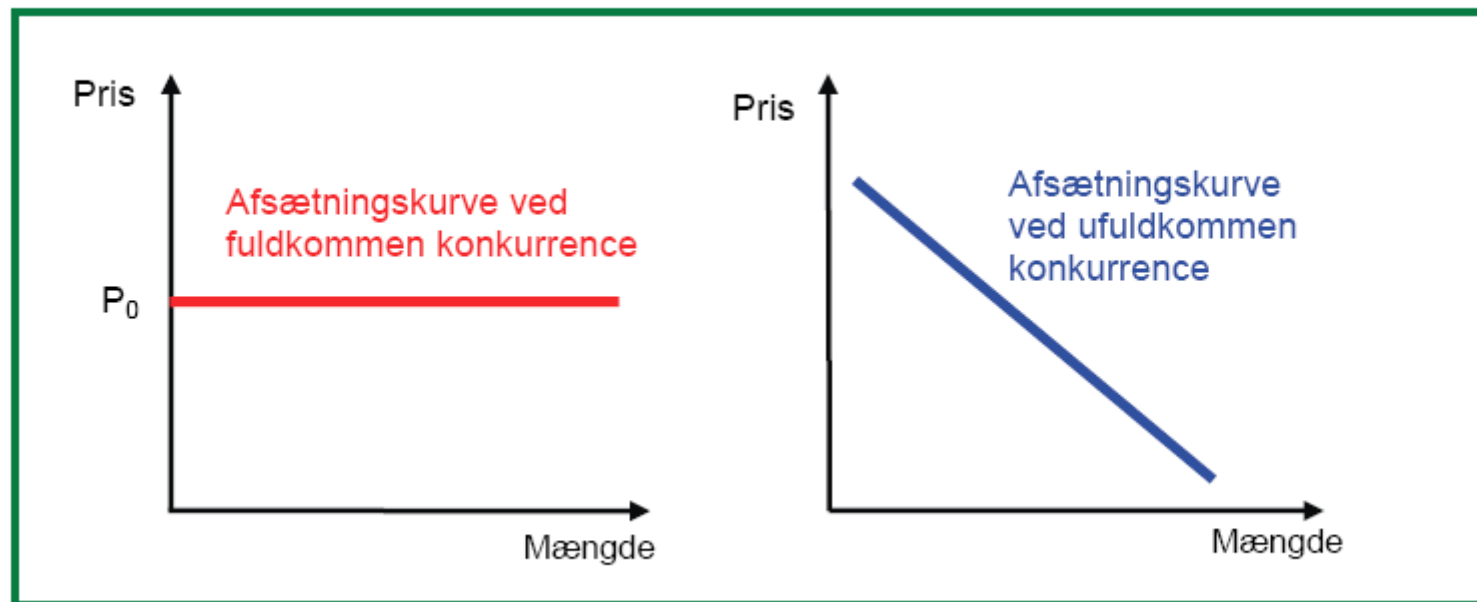 Pris
Afsætningskurve ved
fuldkommen konkurrence
P₀
Mængde
Pris
Afsætningskurve
ved ufuldkommen
konkurrence
Mængde